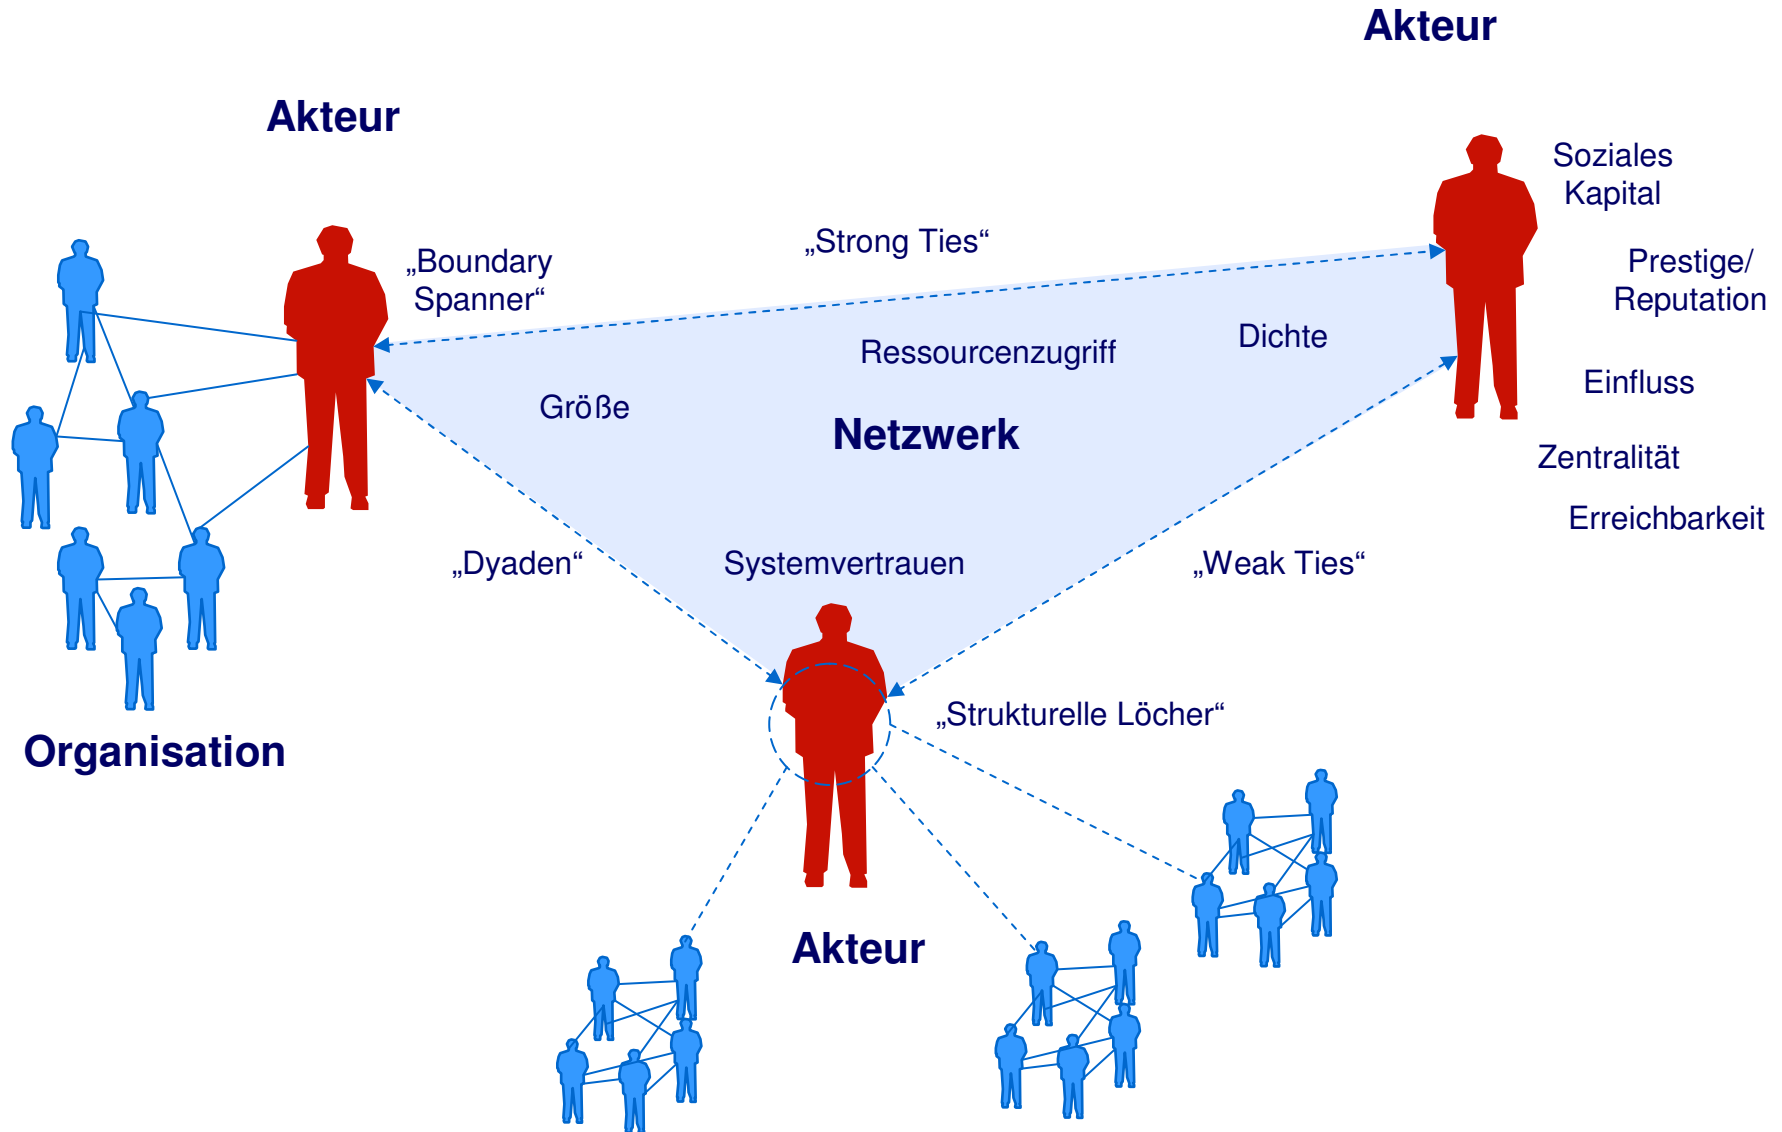 Akteur
Akteur
Soziales
Kapital
„Strong Ties“
„Boundary
Spanner“
Prestige/
Reputation
Dichte
Ressourcenzugriff
Einfluss
Größe
Netzwerk
Zentralität
Erreichbarkeit
„Dyaden“
Systemvertrauen
„Weak Ties“
„Strukturelle Löcher“
Organisation
Akteur